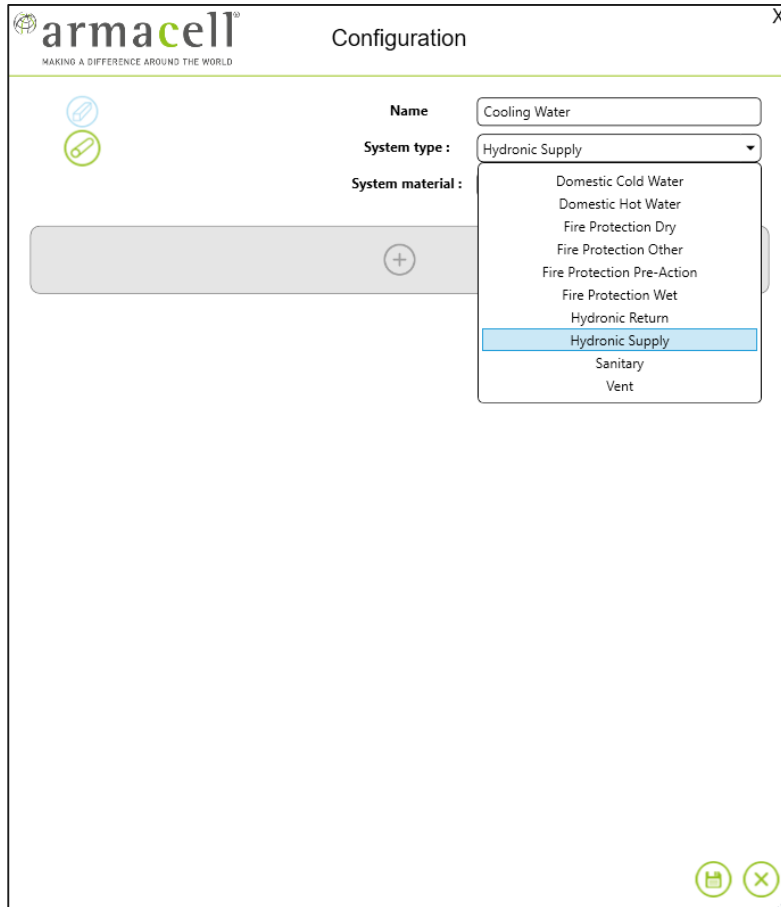 armacell®
MAKING A DIFFERENCE AROUND THE WORLD
Configuration
X
Name
Cooling Water
System type :
Hydronic Supply
System material :
Domestic Cold Water
Domestic Hot Water
Fire Protection Dry
Fire Protection Other
Fire Protection Pre-Action
Fire Protection Wet
Hydronic Return
Hydronic Supply
Sanitary
Vent